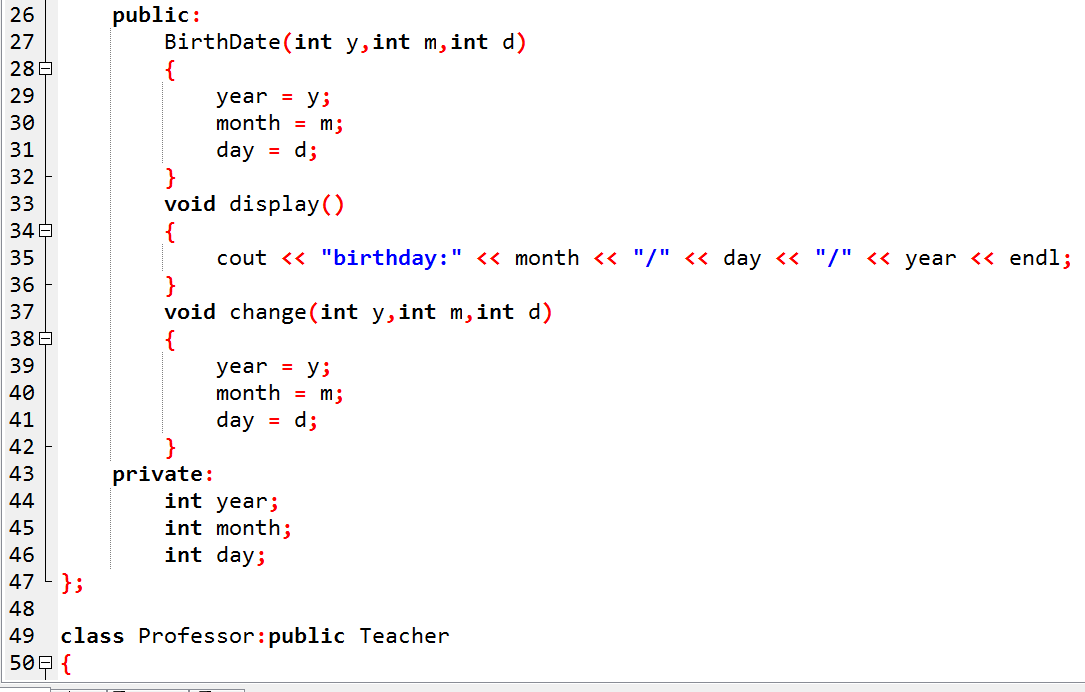 26 public:
27 BirthDate(int y,int m,int d)
28 {
29 year = y;
30 month = m;
31 day = d;
32 }
33 void display()
34 {
35 cout << "birthday:" << month << "/" << day << "/" << year << endl;
36 }
37 void change(int y,int m,int d)
38 {
39 year = y;
40 month = m;
41 day = d;
42 }
43 private:
44 int year;
45 int month;
46 int day;
47 };
48
49 class Professor:public Teacher
50 {